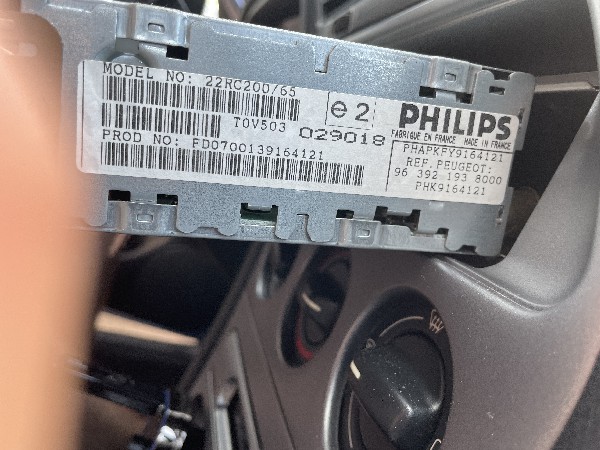 MODEL NO: 22RC200/65
T0V503
029018
PROD NO: FD0700139164121
e2
PHILIPS
FABRIQUE EN FRANCE MADE IN FRANCE
PHAPKFY9164121
REF. PEUGEOT:
96 392 193 8000
PHK9164121